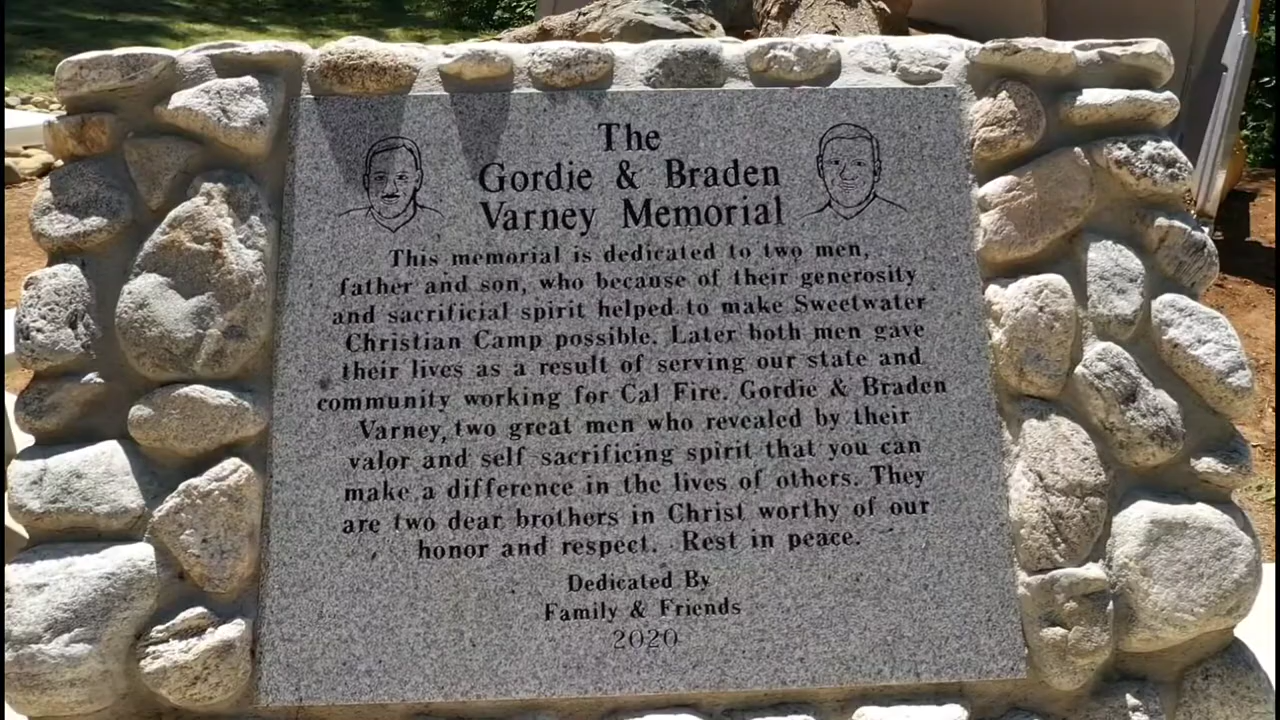 The
Gordie & Braden
Varney Memorial
This memorial is dedicated to two men,
father and son, who because of their generosity
and sacrificial spirit helped to make Sweetwater
Christian Camp possible. Later both men gave
their lives as a result of serving our state and
community working for Cal Fire. Gordie & Braden
Varney, two great men who revealed by their
valor and self sacrificing spirit that you can
make a difference in the lives of others. They
are two dear brothers in Christ worthy of our
honor and respect. Rest in peace.
Dedicated By
Family & Friends
2020